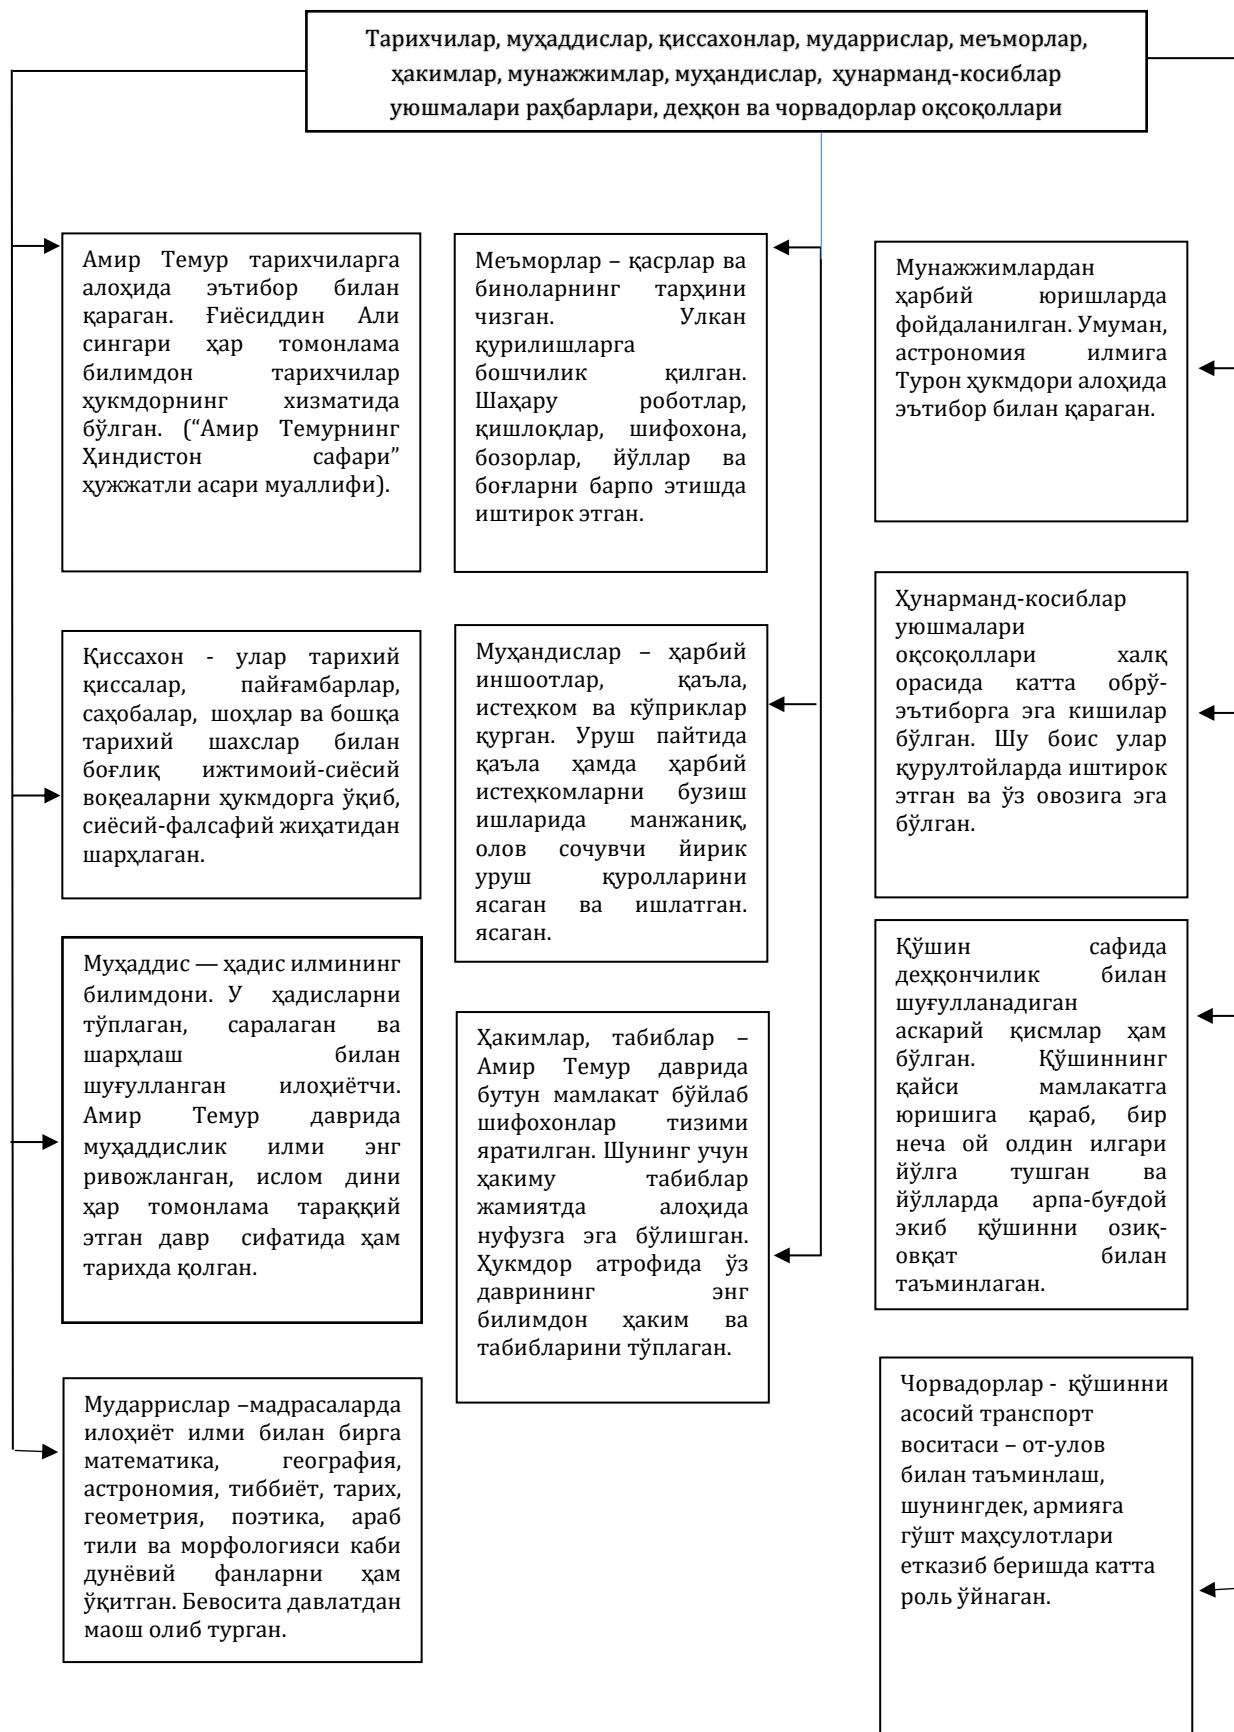 Тарихчилар, муҳаддислар, қиссахонлар, мударрислар, меъморлар,
ҳакимлар, мунажжимлар, муҳандислар, ҳунарманд-косиблар
уюшмалари раҳбарлари, деҳқон ва чорвадорлар оқсоқоллари
Амир Темур тарихчиларга
алоҳида эътибор билан
қараган. Ғиёсиддин Али
сингари ҳар томонлама
билимдон тарихчилар
ҳукмдорнинг хизматида
бўлган. (“Амир Темурнинг
Ҳиндистон сафари”
ҳужжатли асари муаллифи).
Қиссахон - улар тарихий
қиссалар, пайғамбарлар,
саҳобалар, шоҳлар ва бошқа
тарихий шахслар билан
боғлиқ ижтимоий-сиёсий
воқеаларни ҳукмдорга ўқиб,
сиёсий-фалсафий жиҳатидан
шарҳлаган.
Муҳаддис — ҳадис илмининг
билимдони. У ҳадисларни
тўплаган, саралаган ва
шарҳлаш билан
шуғулланган илоҳиётчи.
Амир Темур даврида
муҳаддислик илми энг
ривожланган, ислом дини
ҳар томонлама тараққий
этган давр сифатида ҳам
тарихда қолган.
Мударрислар –мадрасаларда
илоҳиёт илми билан бирга
математика, география,
астрономия, тиббиёт, тарих,
геометрия, поэтика, араб
тили ва морфологияси каби
дунёвий фанларни ҳам
ўқитган. Бевосита давлатдан
маош олиб турган.
Меъморлар – қасрлар ва
биноларнинг тарҳини
чизган. Улкан
қурилишларга
бошчилик қилган.
Шаҳару роботлар,
қишлоқлар, шифохона,
бозорлар, йўллар ва
боғларни барпо этишда
иштирок этган.
Муҳандислар – ҳарбий
иншоотлар, қаъла,
истеҳком ва кўприклар
қурган. Уруш пайтида
қаъла ҳамда ҳарбий
истеҳкомларни бузиш
ишларида манжаниқ,
олов сочувчи йирик
уруш қуролларини
ясаган ва ишлатган.
ясаган.
Ҳакимлар, табиблар –
Амир Темур даврида
бутун мамлакат бўйлаб
шифохонлар тизими
яратилган. Шунинг учун
ҳакиму табиблар
жамиятда алоҳида
нуфузга эга бўлишган.
Ҳукмдор атрофида ўз
даврининг энг
билимдон ҳаким ва
табибларини тўплаган.
Мунажжимлардан
ҳарбий юришларда
фойдаланилган. Умуман,
астрономия илмига
Турон ҳукмдори алоҳида
эътибор билан қараган.
Ҳунарманд-косиблар
уюшмалари
оқсоқоллари халқ
орасида катта обрў-
эътиборга эга кишилар
бўлган. Шу боис улар
қурултойларда иштирок
этган ва ўз овозига эга
бўлган.
Қўшин сафида
деҳқончилик билан
шуғулланадиган
аскарий қисмлар ҳам
бўлган. Қўшиннинг
қайси мамлакатга
юришига қараб, бир
неча ой олдин илгари
йўлга тушган ва
йўлларда арпа-буғдой
экиб қўшинни озиқ-
овқат билан
таъминлаган.
Чорвадорлар - қўшинни
асосий транспорт
воситаси – от-улов
билан таъминлаш,
шунингдек, армияга
гўшт маҳсулотлари
етказиб беришда катта
роль ўйнаган.